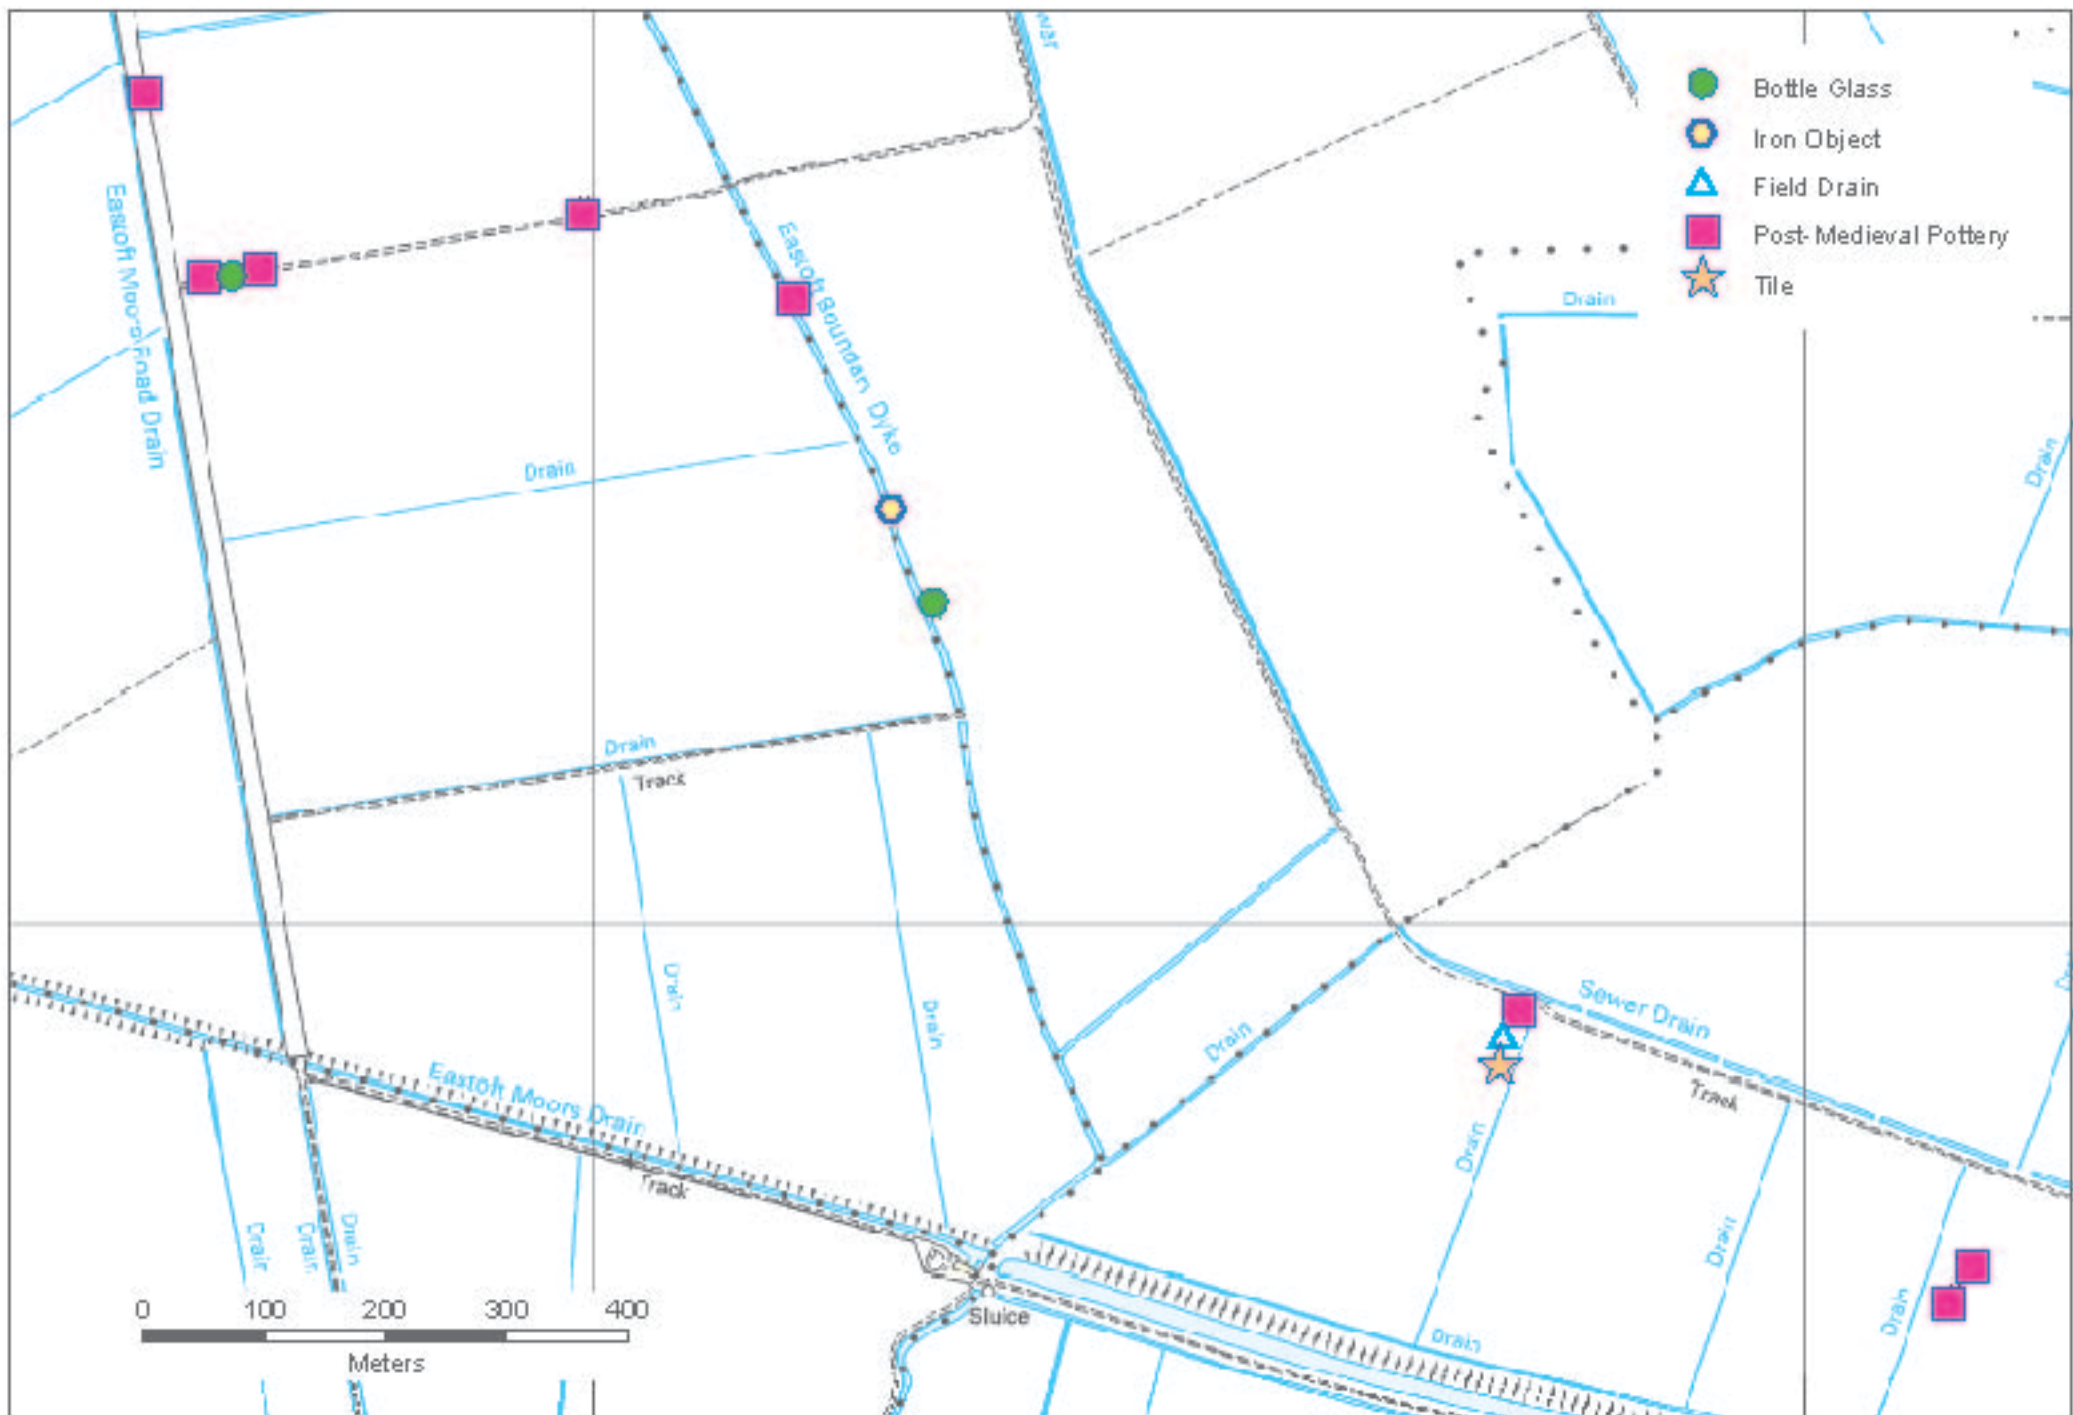 Bottle Glass
Iron Object
Field Drain
Post-Medieval Pottery
Tile
Eastoft Moors Road Drain
Eastoft Boundary Dyke
Drain
Drain
Drain
Drain
Track
Drain
Drain
Drain
Sewer Drain
Track
Eastoft Moors Drain
Track
Drain
Drain
Drain
Drain
Drain
Drain
Drain
Sluice
0 100 200 300 400
Meters